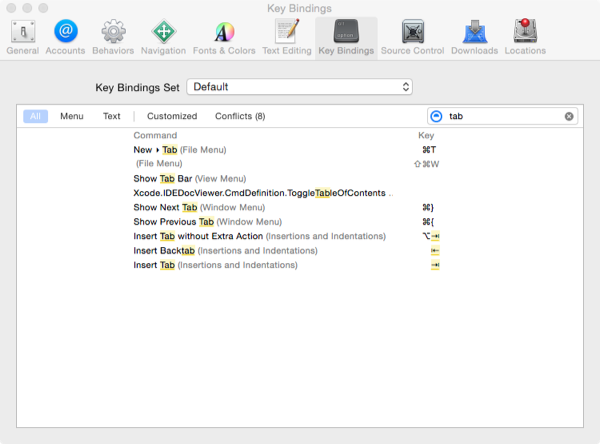 Key Bindings
General Accounts Behaviors Navigation Fonts & Colors Text Editing Key Bindings Source Control Downloads Locations
Key Bindings Set Default
All Menu Text Customized Conflicts (8) tab
Command Key
New ▸ Tab (File Menu) ⌘T
(File Menu) ⇧⌘W
Show Tab Bar (View Menu)
Xcode.IDEDocViewer.CmdDefinition.ToggleTableOfContents ..
Show Next Tab (Window Menu) ⌘}
Show Previous Tab (Window Menu) ⌘{
Insert Tab without Extra Action (Insertions and Indentations) ⌥⇥
Insert Backtab (Insertions and Indentations) ⇤
Insert Tab (Insertions and Indentations) ⇥